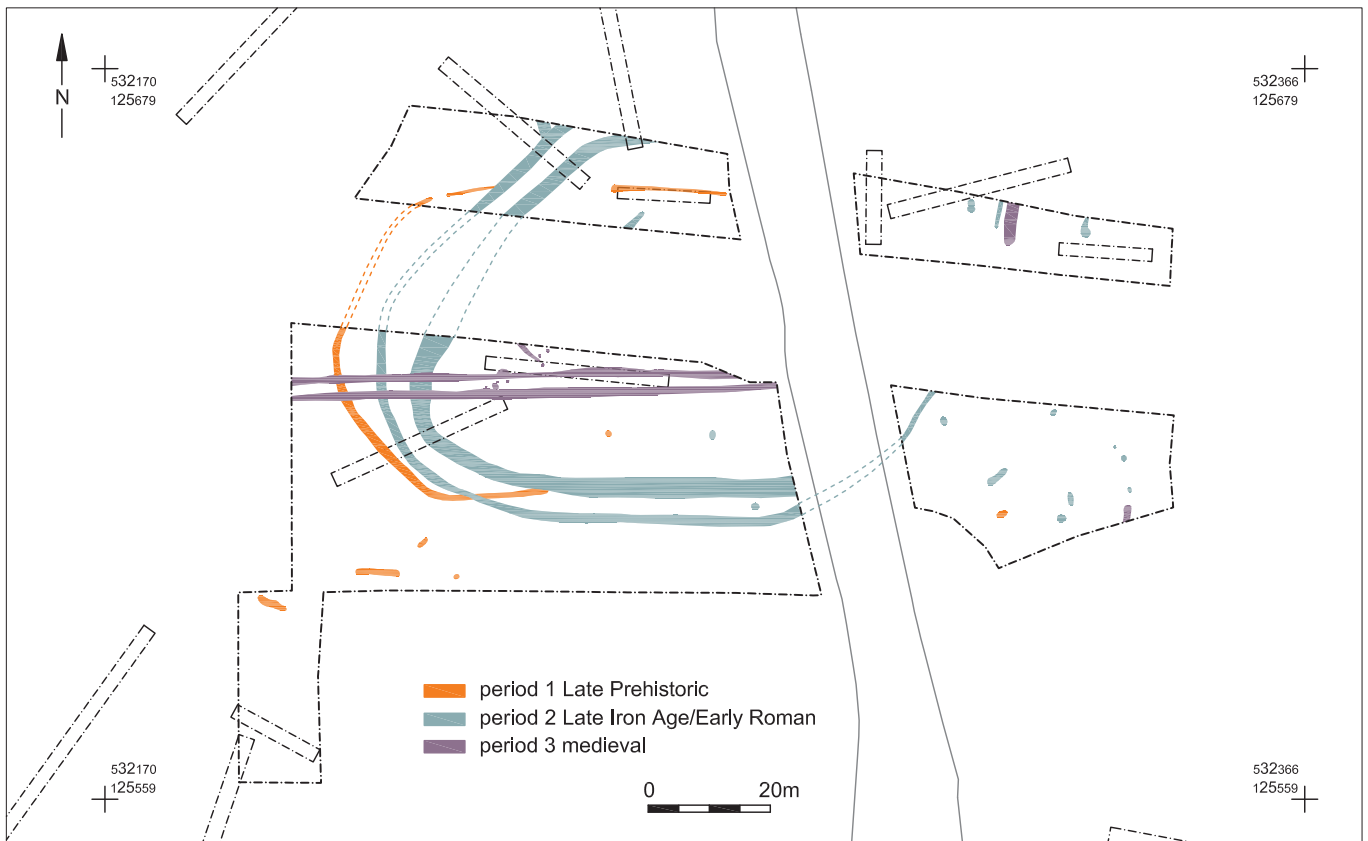 N
532170
125679
532366
125679
period 1 Late Prehistoric
period 2 Late Iron Age/Early Roman
period 3 medieval
532170
125559
532366
125559
0 20m